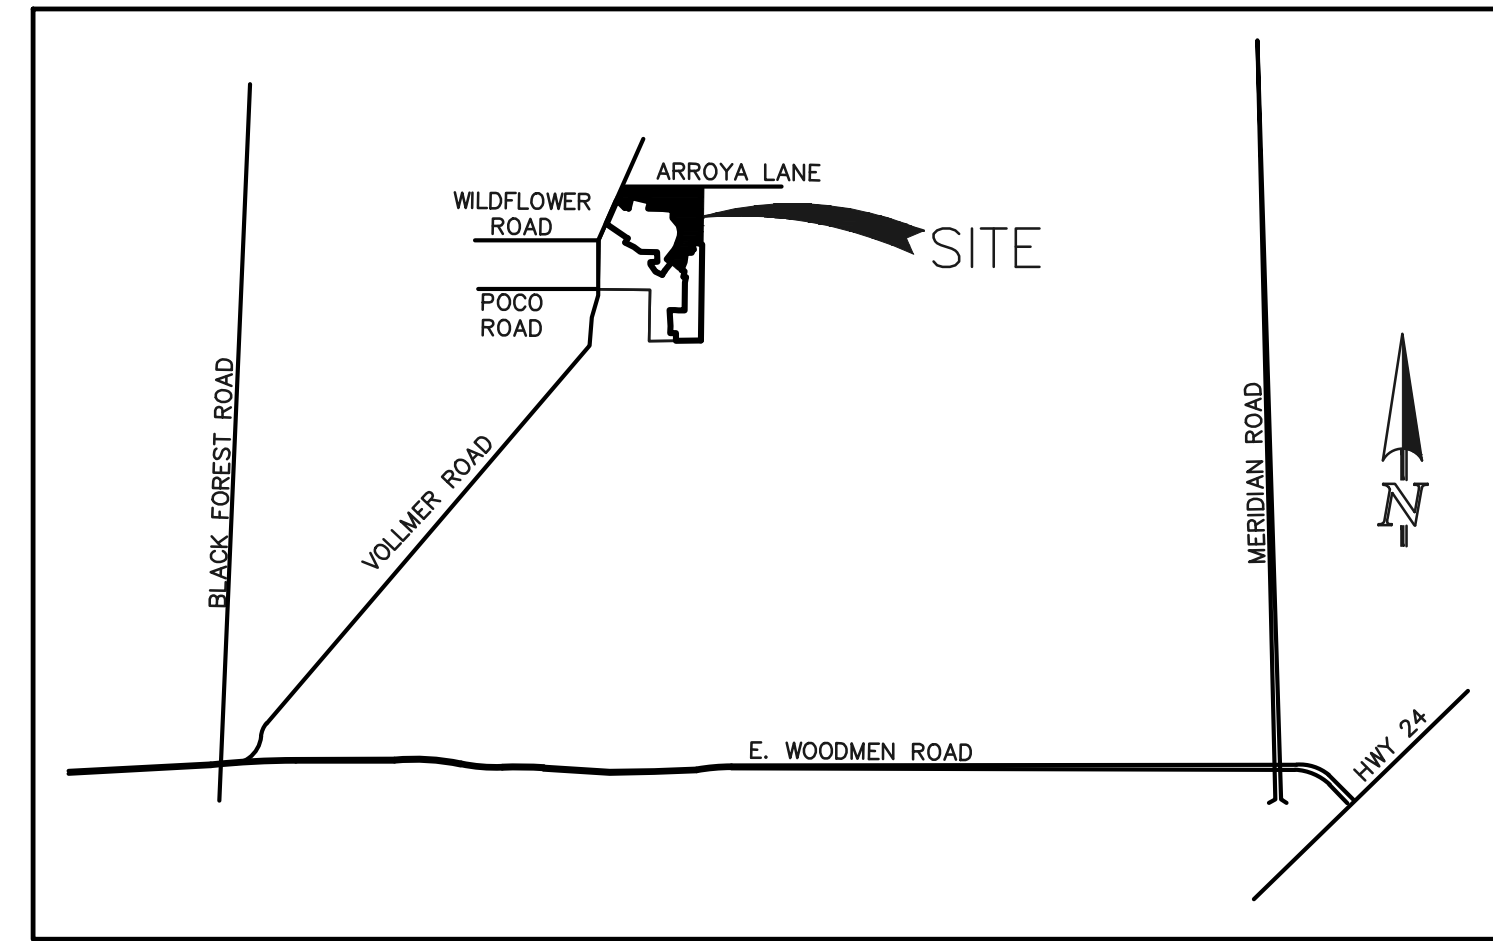 ARROYA LANE
WILDFLOWER
ROAD
SITE
POCO
ROAD
BLACK FOREST ROAD
VOLLMER ROAD
MERIDIAN ROAD
N
E. WOODMEN ROAD
HWY 24